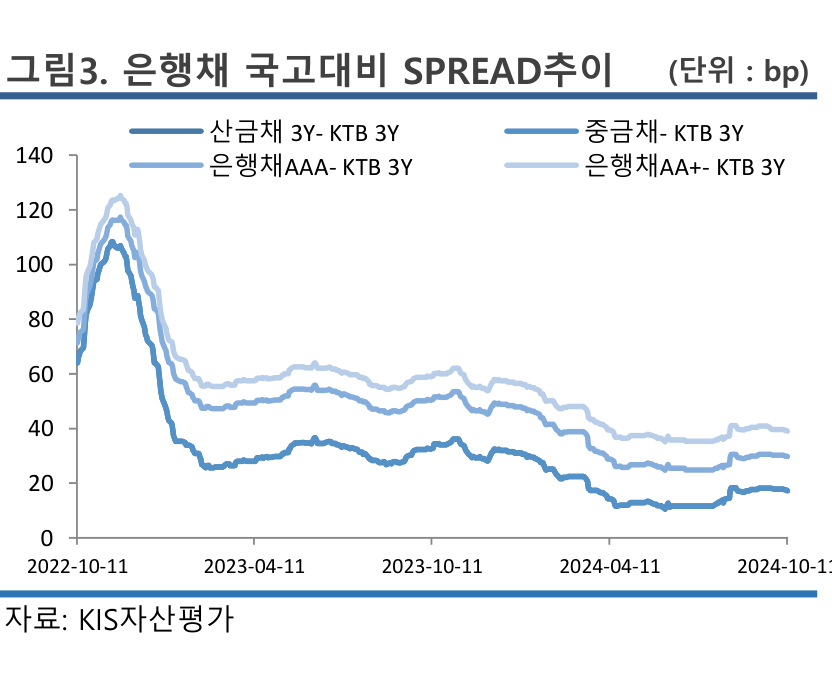 그림3. 은행채 국고대비 SPREAD추이 (단위 : bp)
산금채 3Y- KTB 3Y 중금채- KTB 3Y
은행채AAA- KTB 3Y 은행채AA+- KTB 3Y
140
120
100
80
60
40
20
0
2022-10-11 2023-04-11 2023-10-11 2024-04-11 2024-10-11
자료: KIS자산평가